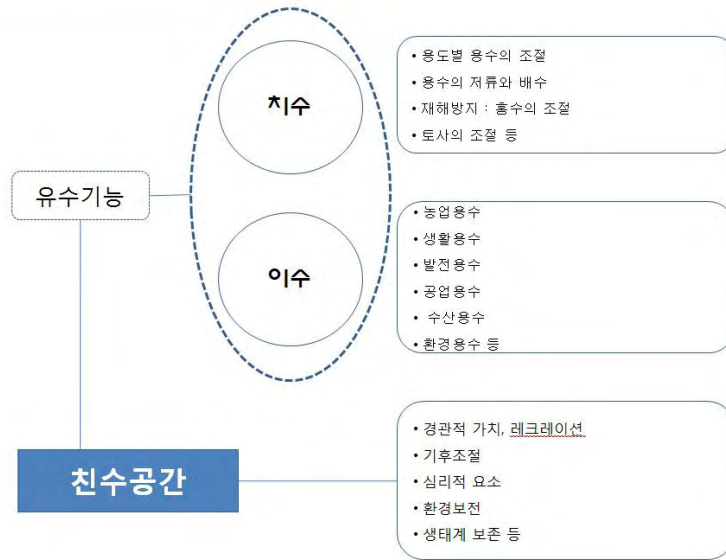 치수
• 용도별 용수의 조절
• 용수의 저류와 배수
• 재해방지 : 홍수의 조절
• 토사의 조절 등
유수기능
이수
• 농업용수
• 생활용수
• 발전용수
• 공업용수
• 수산용수
• 환경용수 등
친수공간
• 경관적 가치, 레크레이션
• 기후조절
• 심리적 요소
• 환경보전
• 생태계 보존 등